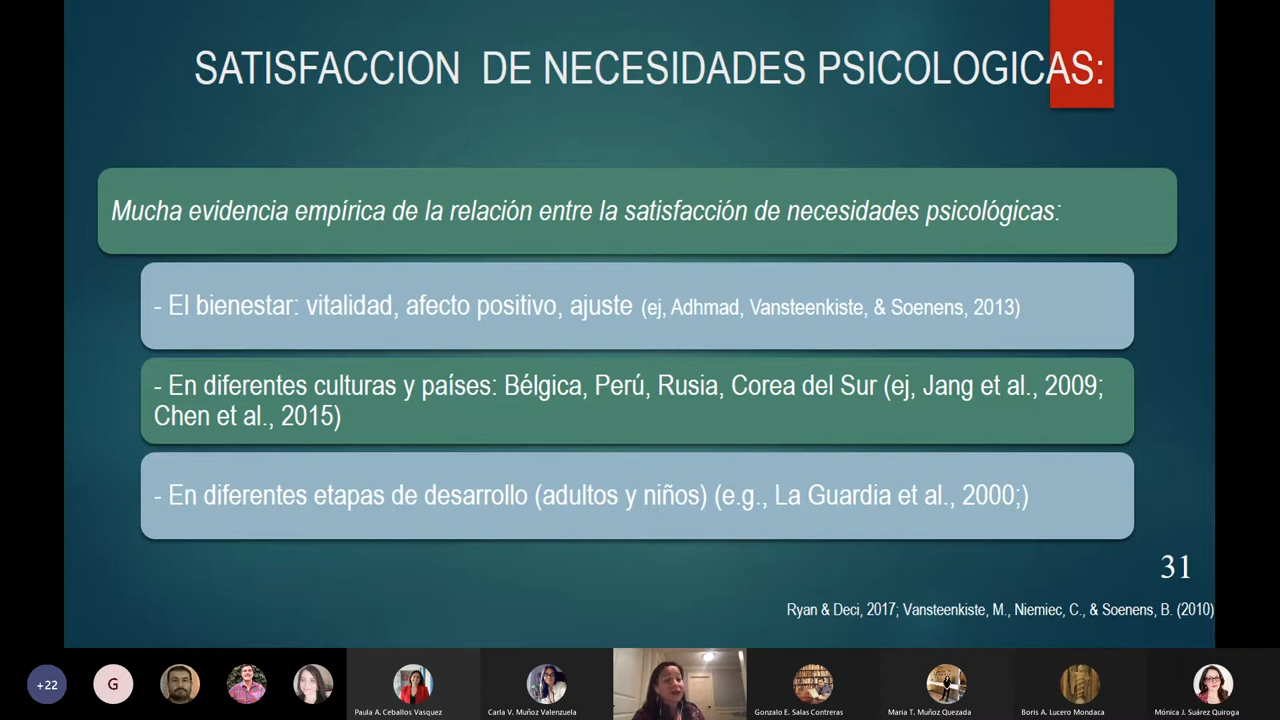 SATISFACCION  DE NECESIDADES PSICOLOGICAS:
Mucha evidencia empírica de la relación entre la satisfacción de necesidades psicológicas:
- El bienestar: vitalidad, afecto positivo, ajuste (ej, Adhmad, Vansteenkiste, & Soenens, 2013)
- En diferentes culturas y países: Bélgica, Perú, Rusia, Corea del Sur (ej, Jang et al., 2009;
Chen et al., 2015)
- En diferentes etapas de desarrollo (adultos y niños) (e.g., La Guardia et al., 2000;)
31
Ryan & Deci, 2017; Vansteenkiste, M., Niemiec, C., & Soenens, B. (2010)
+22
G
Paula A. Ceballos Vasquez
Carla V. Muñoz Valenzuela
Gonzalo E. Salas Contreras
Maria T. Muñoz Quezada
Boris A. Lucero Mondaca
Mónica J. Suárez Quiroga